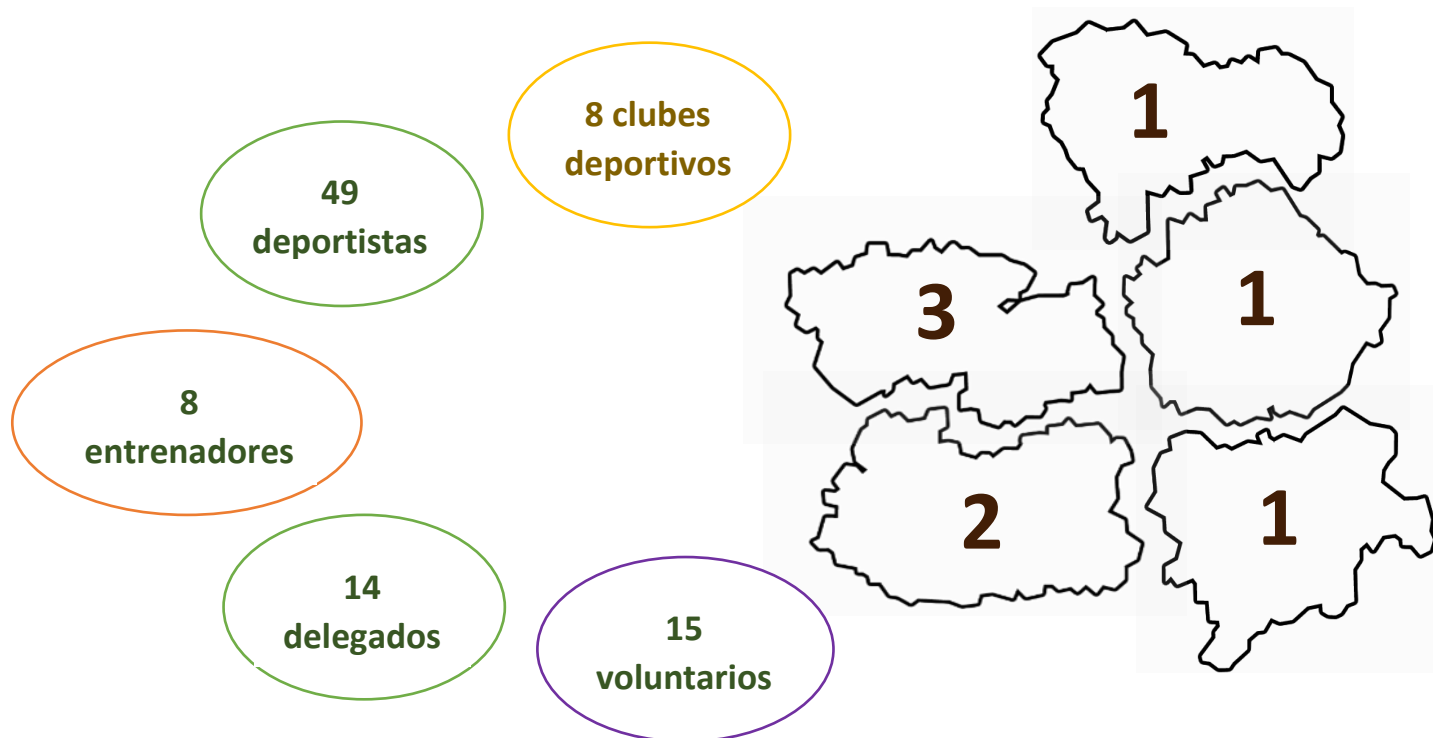 8 clubes
deportivos
49
deportistas
8
entrenadores
14
delegados
15
voluntarios
1
3
1
2
1